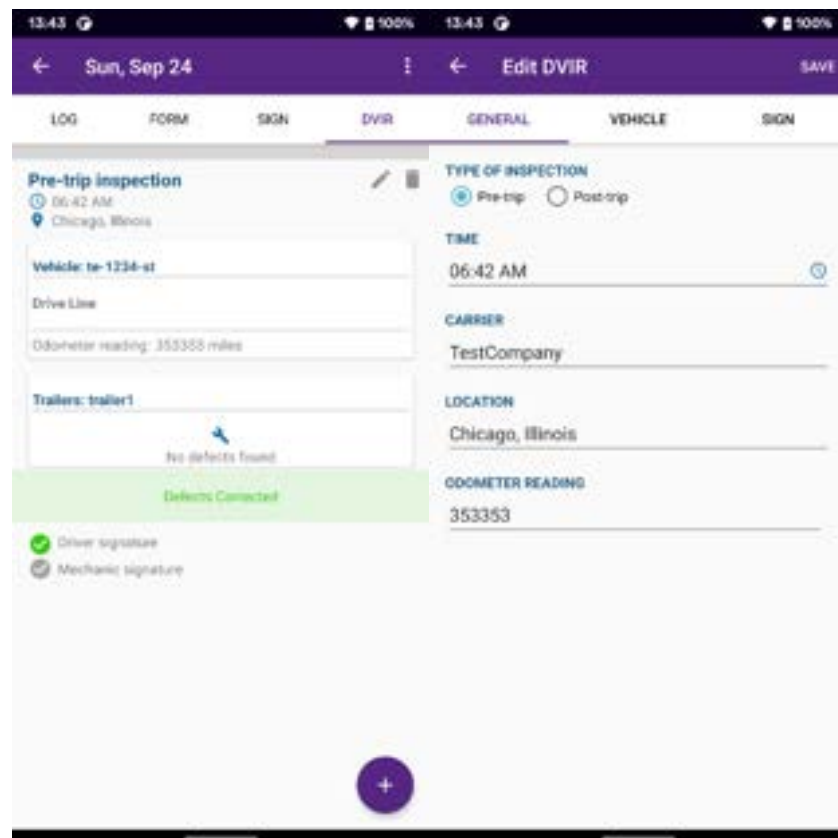 13:43 100%
Sun, Sep 24
LOG FORM SIGN DVIR
Pre-trip inspection
06:42 AM
Chicago, Illinois
Vehicle: te-1234-st
Drive Line
Odometer reading: 353353 miles
Trailers: trailer1
No defects found
Defects Corrected
Driver signature
Mechanic signature
+
13:43 100%
Edit DVIR SAVE
GENERAL VEHICLE SIGN
TYPE OF INSPECTION
Pre-trip Post-trip
TIME
06:42 AM
CARRIER
TestCompany
LOCATION
Chicago, Illinois
ODOMETER READING
353353